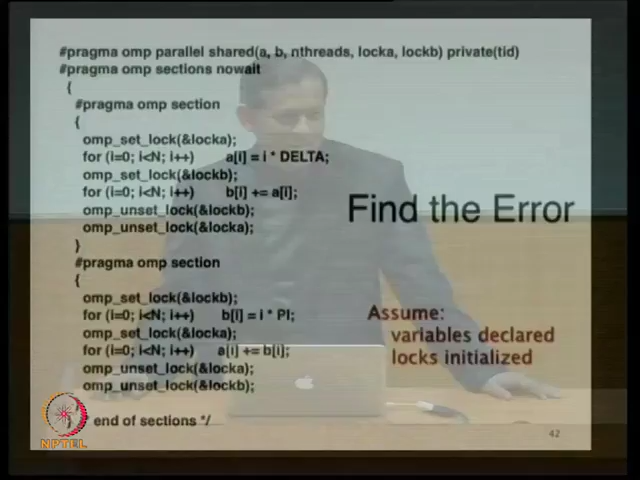 #pragma omp parallel shared(a, b, nthreads, locka, lockb) private(tid)
#pragma omp sections nowait
{
#pragma omp section
{
omp_set_lock(&locka);
for (i=0; i<N; i++) a[i] = i * DELTA;
omp_set_lock(&lockb);
for (i=0; i<N; i++) b[i] += a[i];
omp_unset_lock(&lockb);
omp_unset_lock(&locka);
}
#pragma omp section
{
omp_set_lock(&lockb);
for (i=0; i<N; i++) b[i] = i * PI;
omp_set_lock(&locka);
for (i=0; i<N; i++) a[i] += b[i];
omp_unset_lock(&locka);
omp_unset_lock(&lockb);
end of sections */
Find the Error
Assume:
variables declared
locks initialized
NPTEL
42